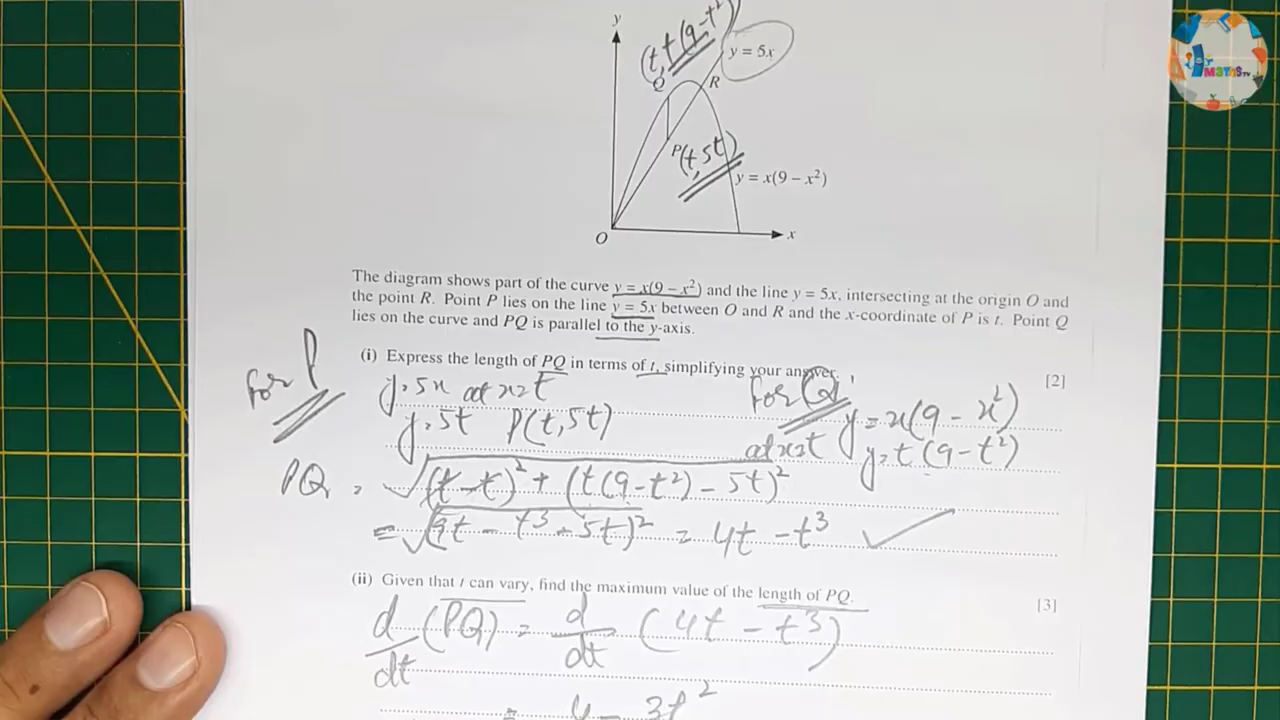 y
(t, t(9-t²)
y = 5x
Q
R
P(t,5t)
y = x(9 − x²)
O
x
MATHS TV
The diagram shows part of the curve y = x(9 − x²) and the line y = 5x, intersecting at the origin O and
the point R. Point P lies on the line y = 5x between O and R and the x-coordinate of P is t. Point Q
lies on the curve and PQ is parallel to the y-axis.
(i) Express the length of PQ in terms of t, simplifying your answer. [2]
for P
y=5x at x=t
y=5t P(t,5t)
for Q
y=x(9-x²)
at x=t y=t(9-t²)
PQ = √(t-t)² + (t(9-t²)-5t)²
= √(9t - t³ - 5t)² = 4t - t³ ✓
(ii) Given that t can vary, find the maximum value of the length of PQ. [3]
d/dt (PQ) = d/dt (4t - t³)
= 4 - 3t²